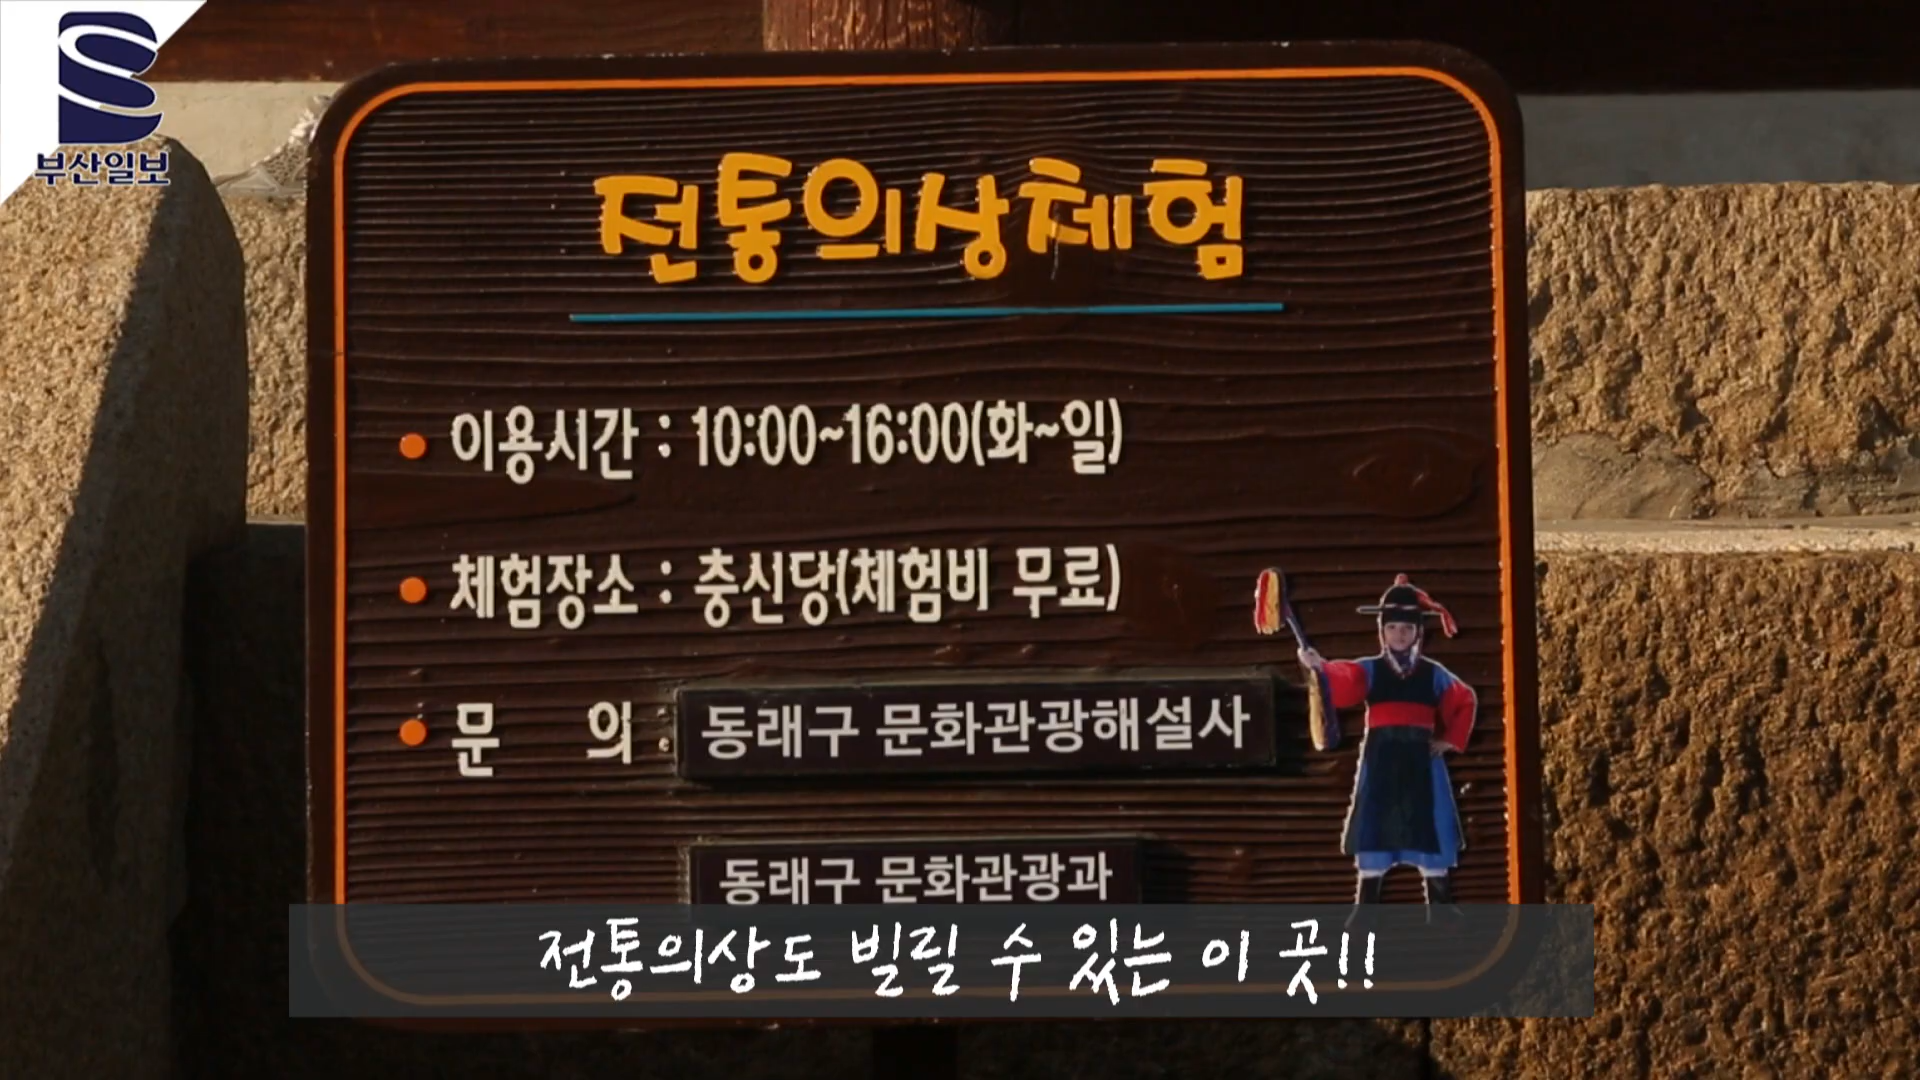 부산일보
전통의상체험
이용시간 : 10:00~16:00(화~일)
체험장소 : 충신당(체험비 무료)
문 의 : 동래구 문화관광해설사
동래구 문화관광과
전통의상도 빌릴 수 있는 이 곳!!